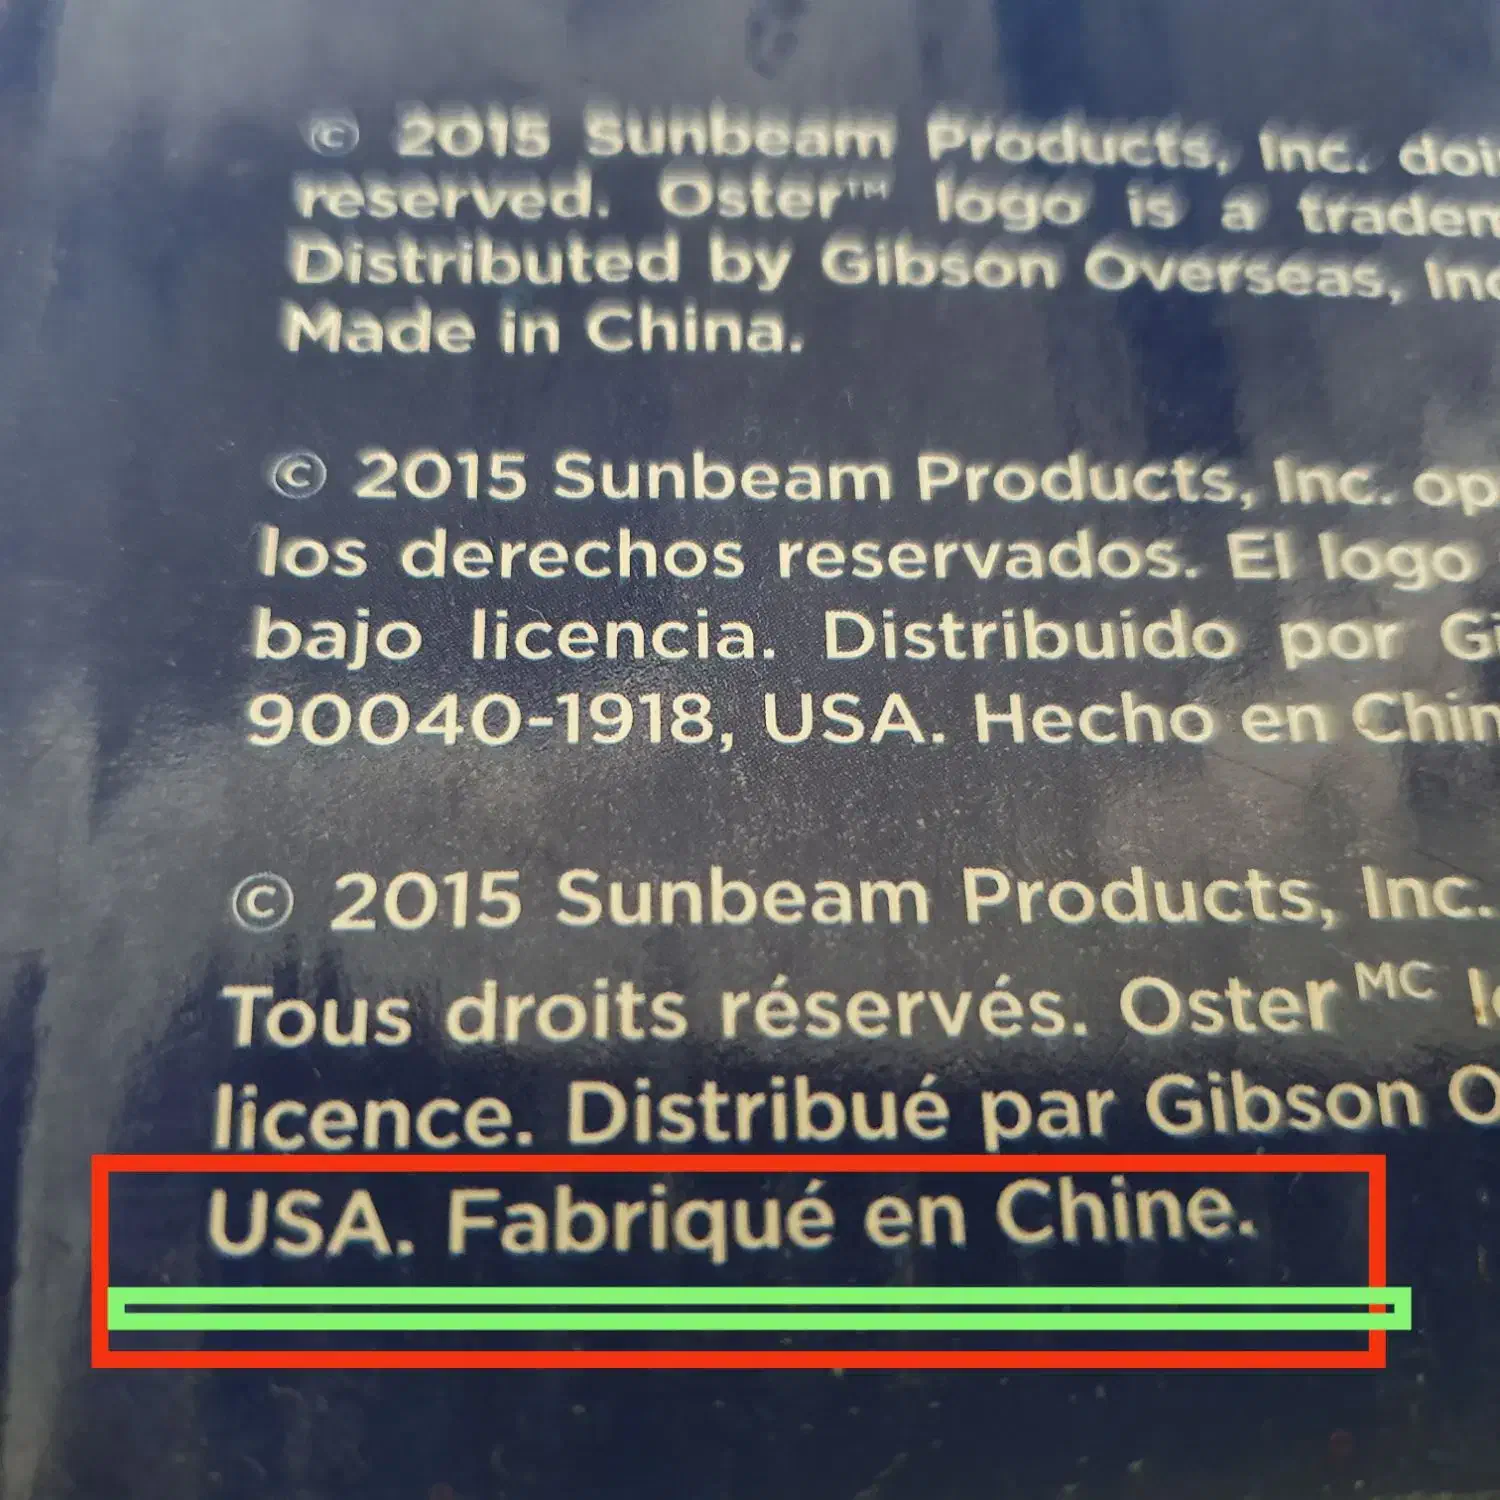 © 2015 Sunbeam Products, Inc.
reserved. Oster™ logo is a
Distributed by Gibson Overseas,
Made in China.
© 2015 Sunbeam Products, Inc.
los derechos reservados. El logo
bajo licencia. Distribuido por
90040-1918, USA. Hecho en
© 2015 Sunbeam Products, Inc.
Tous droits réservés. Oster MC
licence. Distribué par Gibson
USA. Fabriqué en Chine.